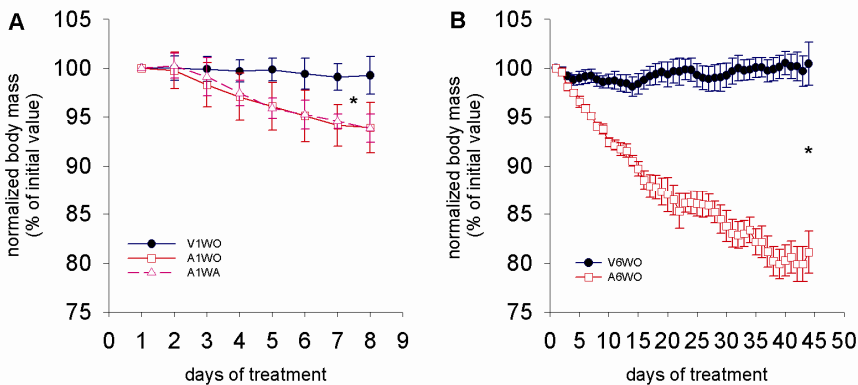 A
normalized body mass
(% of initial value)
105
100
95
90
85
80
75
V1WO
A1WO
A1WA
*
0 1 2 3 4 5 6 7 8 9
days of treatment
B
normalized body mass
(% of initial value)
105
100
95
90
85
80
75
V6WO
A6WO
*
0 5 10 15 20 25 30 35 40 45 50
days of treatment